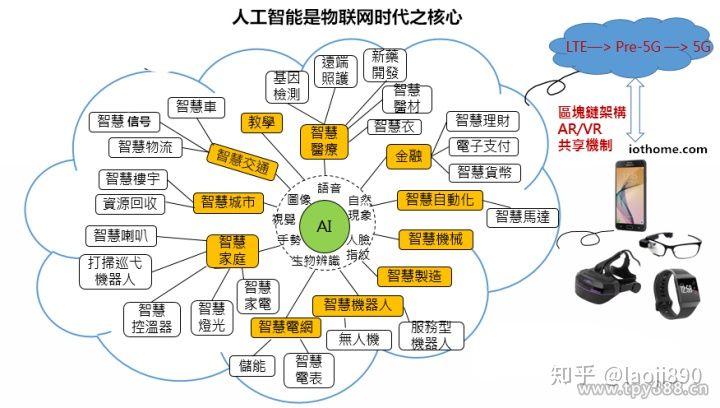 人工智能是物联网时代之核心
LTE—> Pre-5G —> 5G
區塊鏈架構
AR/VR
共享機制
iothome.com
基因
檢測
遠端
照護
新藥
開發
智慧
醫材
智慧衣
智慧
醫療
教學
智慧車
智慧 信号
智慧物流
智慧交通
金融
智慧理財
電子支付
智慧貨幣
智慧樓宇
資源回收
智慧城市
智慧自動化
智慧馬達
語音
圖像
自然
現象
視覺
AI
手勢
人臉
指紋
生物辨識
智慧喇叭
打掃巡弋
機器人
智慧
控溫器
智慧
燈光
智慧
家電
智慧
家庭
智慧機械
智慧製造
智慧機器人
無人機
服務型
機器人
智慧電網
儲能
智慧
電表
知乎 @laoji890
www.tpy388.cn